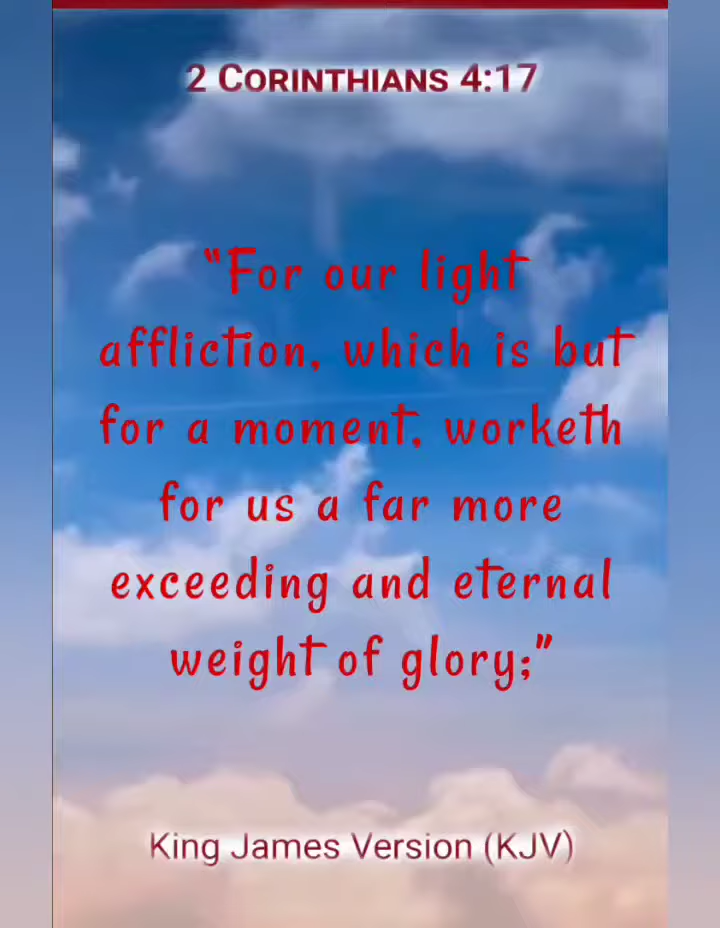 2 Corinthians 4:17
"For our light
affliction, which is but
for a moment, worketh
for us a far more
exceeding and eternal
weight of glory;"
King James Version (KJV)